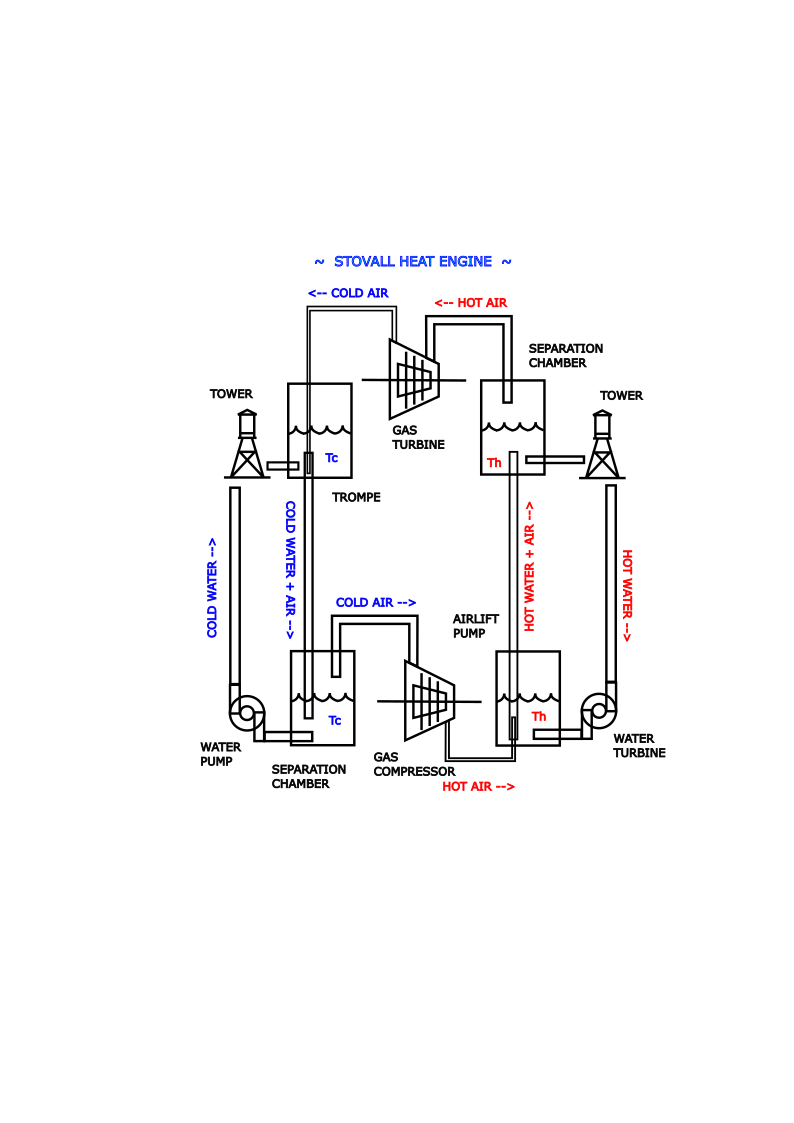 ~ STOVALL HEAT ENGINE ~
<-- COLD AIR
<-- HOT AIR
SEPARATION
CHAMBER
TOWER
TOWER
GAS
TURBINE
Tc
Th
TROMPE
COLD WATER -->
COLD WATER + AIR -->
HOT WATER + AIR -->
HOT WATER -->
COLD AIR -->
AIRLIFT
PUMP
Tc
Th
WATER
PUMP
SEPARATION
CHAMBER
GAS
COMPRESSOR
HOT AIR -->
WATER
TURBINE